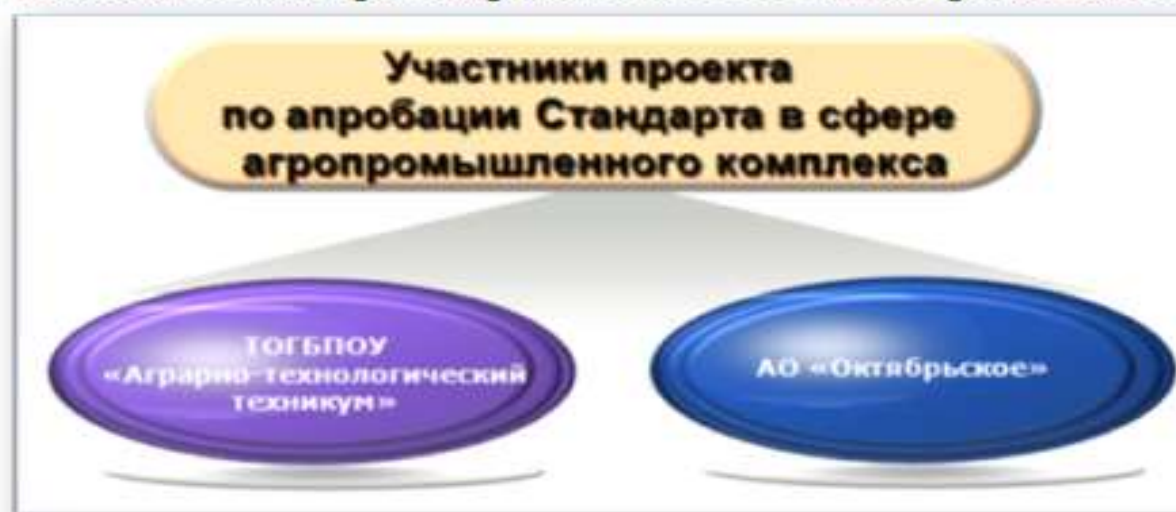 Участники проекта
по апробации Стандарта в сфере
агропромышленного комплекса
ТОГБПОУ
«Аграрно-технологический
техникум»
АО «Октябрьское»